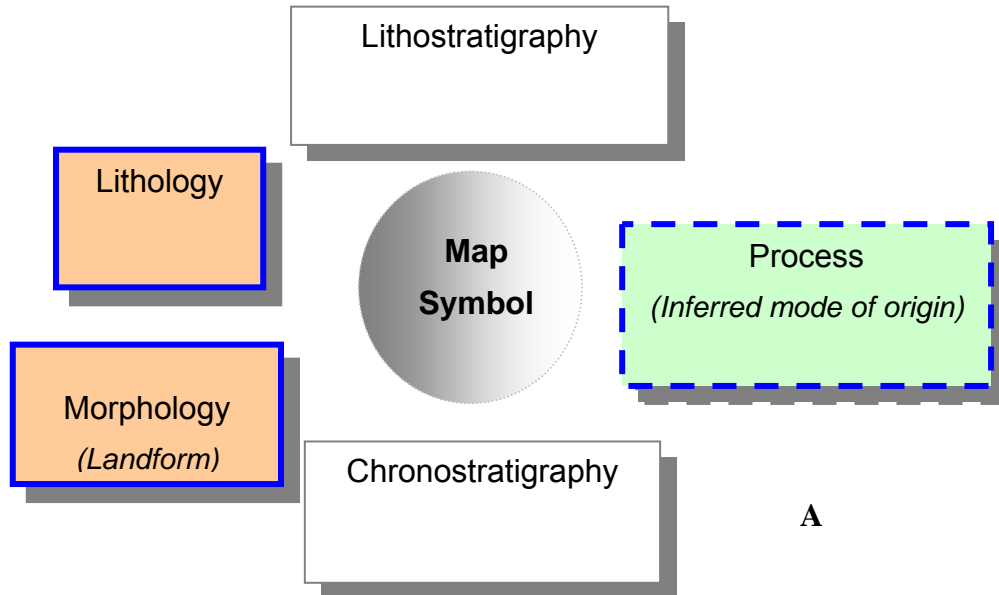 Lithostratigraphy
Lithology
Map
Symbol
Process
(Inferred mode of origin)
Morphology
(Landform)
Chronostratigraphy
A